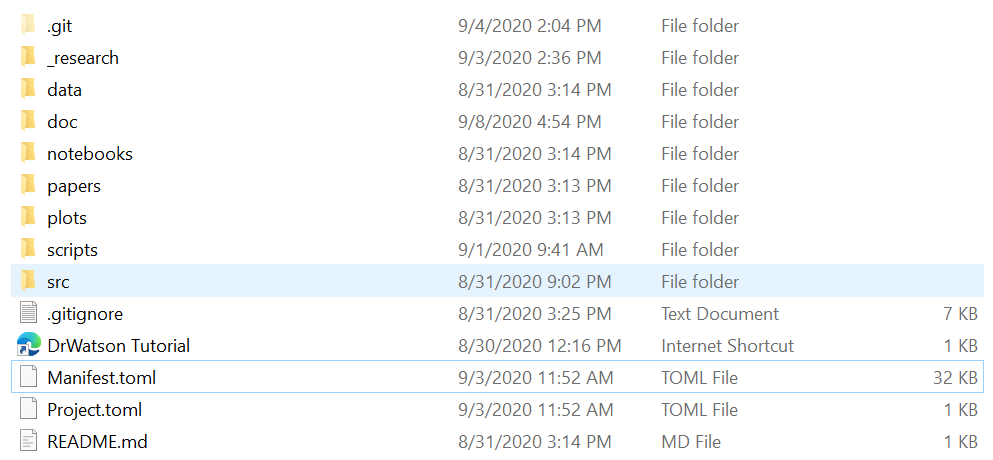 .git 9/4/2020 2:04 PM File folder
_research 9/3/2020 2:36 PM File folder
data 8/31/2020 3:14 PM File folder
doc 9/8/2020 4:54 PM File folder
notebooks 8/31/2020 3:14 PM File folder
papers 8/31/2020 3:13 PM File folder
plots 8/31/2020 3:13 PM File folder
scripts 9/1/2020 9:41 AM File folder
src 8/31/2020 9:02 PM File folder
.gitignore 8/31/2020 3:25 PM Text Document 7 KB
DrWatson Tutorial 8/30/2020 12:16 PM Internet Shortcut 1 KB
Manifest.toml 9/3/2020 11:52 AM TOML File 32 KB
Project.toml 9/3/2020 11:52 AM TOML File 1 KB
README.md 8/31/2020 3:14 PM MD File 1 KB